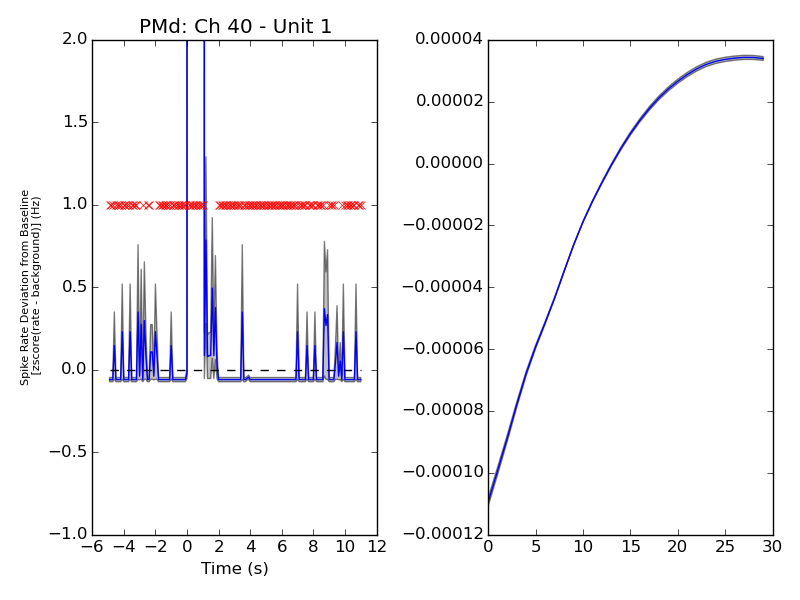 PMd: Ch 40 - Unit 1
2.0
1.5
1.0
0.5
0.0
−0.5
−1.0
−6 −4 −2 0 2 4 6 8 10 12
Time (s)
Spike Rate Deviation from Baseline
[zscore(rate - background)] (Hz)
0.00004
0.00002
0.00000
−0.00002
−0.00004
−0.00006
−0.00008
−0.00010
−0.00012
0 5 10 15 20 25 30